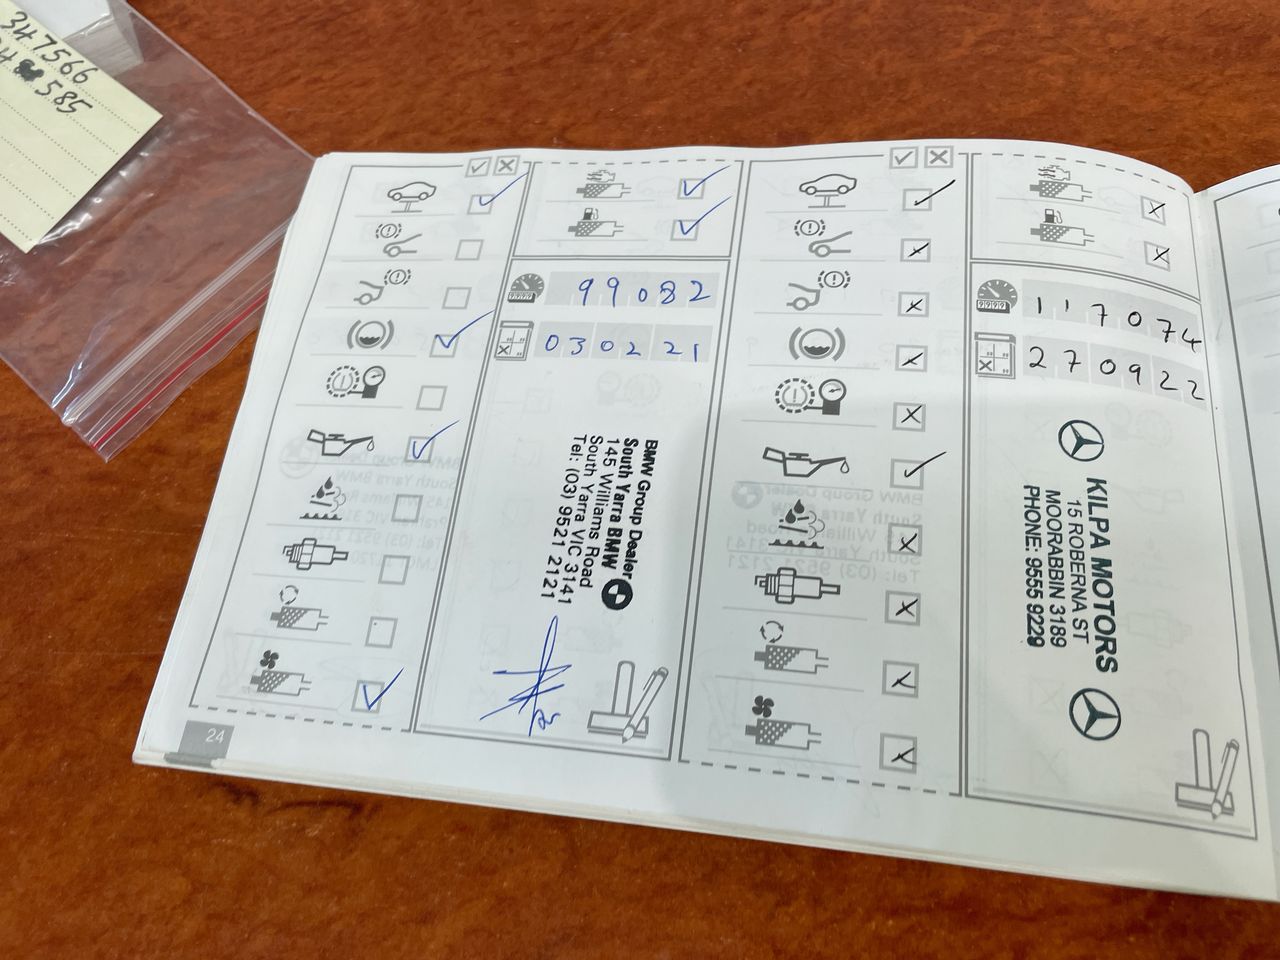 347566
585
99082
030221
BMW Group Dealer
South Yarra BMW
145 Williams Road
South Yarra VIC 3141
Tel: (03) 9521 2121
24
117074
270922
KILPA MOTORS
15 ROBERNA ST
MOORABBIN 3189
PHONE: 9555 9229